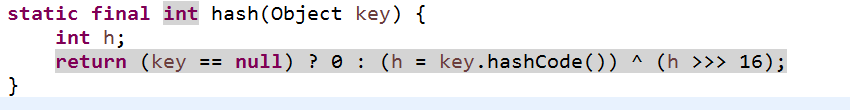 static final int hash(Object key) {
    int h;
    return (key == null) ? 0 : (h = key.hashCode()) ^ (h >>> 16);
}